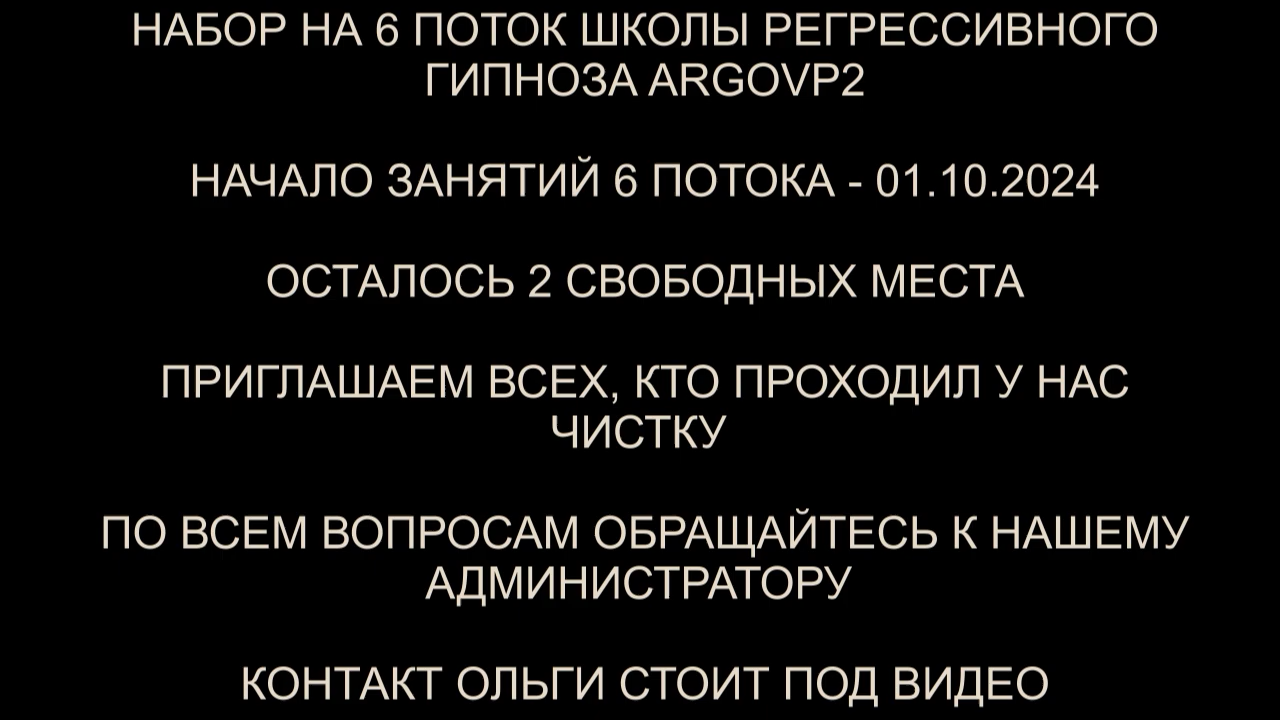 НАБОР НА 6 ПОТОК ШКОЛЫ РЕГРЕССИВНОГО
ГИПНОЗА ARGOVP2
НАЧАЛО ЗАНЯТИЙ 6 ПОТОКА - 01.10.2024
ОСТАЛОСЬ 2 СВОБОДНЫХ МЕСТА
ПРИГЛАШАЕМ ВСЕХ, КТО ПРОХОДИЛ У НАС
ЧИСТКУ
ПО ВСЕМ ВОПРОСАМ ОБРАЩАЙТЕСЬ К НАШЕМУ
АДМИНИСТРАТОРУ
КОНТАКТ ОЛЬГИ СТОИТ ПОД ВИДЕО